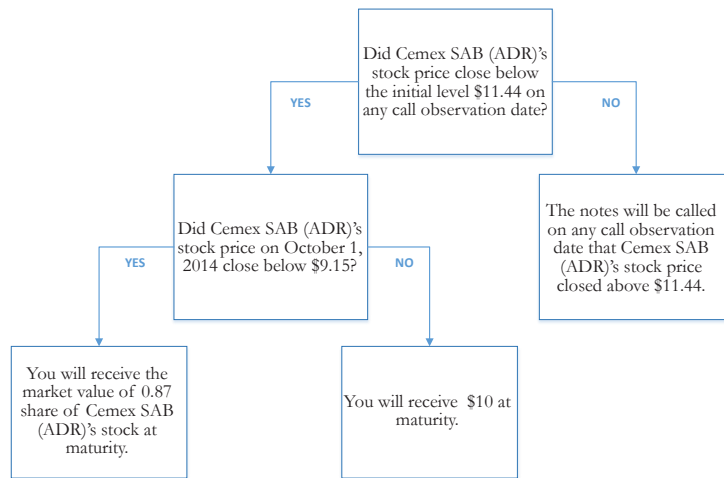 Did Cemex SAB (ADR)’s
stock price close below
the initial level $11.44 on
any call observation date?
YES
NO
Did Cemex SAB (ADR)’s
stock price on October 1,
2014 close below $9.15?
The notes will be called
on any call observation
date that Cemex SAB
(ADR)’s stock price
closed above $11.44.
YES
NO
You will receive the
market value of 0.87
share of Cemex SAB
(ADR)’s stock at
maturity.
You will receive $10 at
maturity.